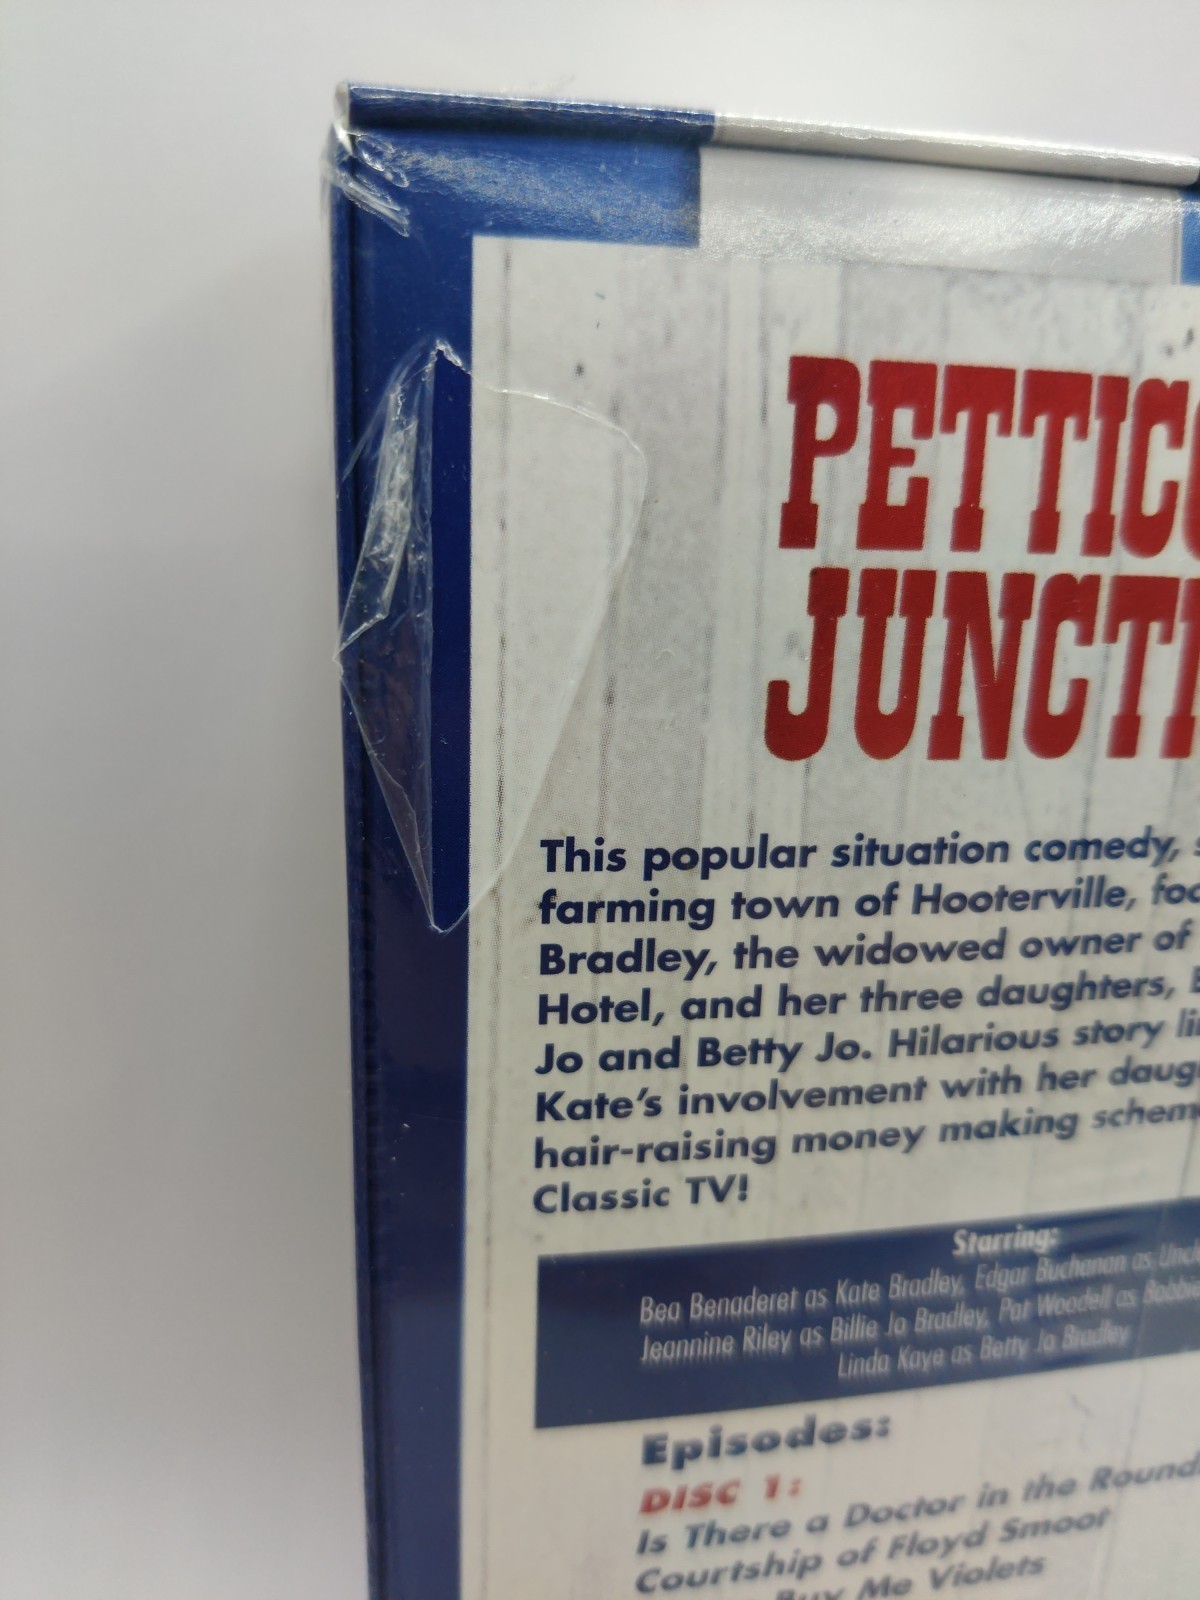 PETTIC
JUNCTI
This popular situation comedy,
farming town of Hooterville,
Bradley, the widowed owner of
Hotel, and her three daughters,
Jo and Betty Jo. Hilarious story
Kate's involvement with her
hair-raising money making
Classic TV!
Starring:
Bea Benaderet as Kate Bradley, Edgar Buchanan as
Jeannine Riley as Billie Jo Bradley, Pat Woodell as
Linda Kaye as Betty Jo Bradley
Episodes:
DISC 1:
Is There a Doctor in the
Courtship of Floyd Smoot
Buy Me Violets